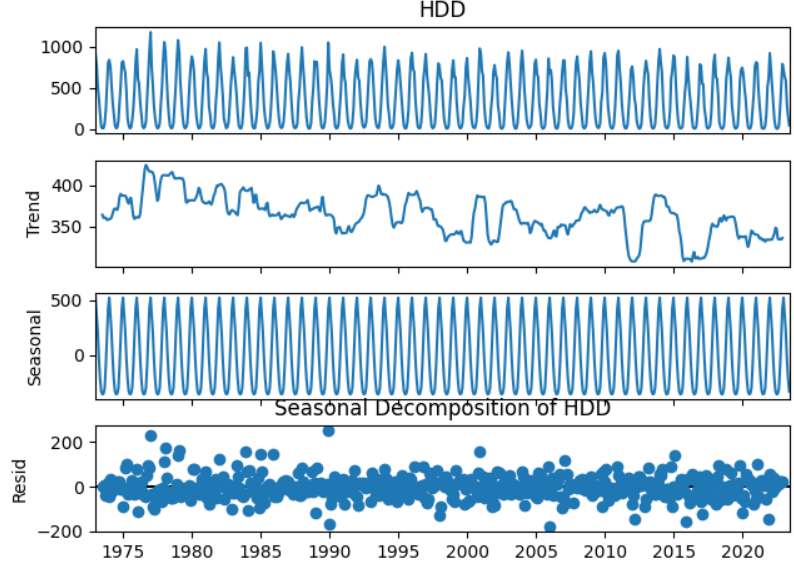 HDD
1000
500
0
Trend
400
350
Seasonal
500
0
Seasonal Decomposition of HDD
Resid
200
0
−200
1975 1980 1985 1990 1995 2000 2005 2010 2015 2020